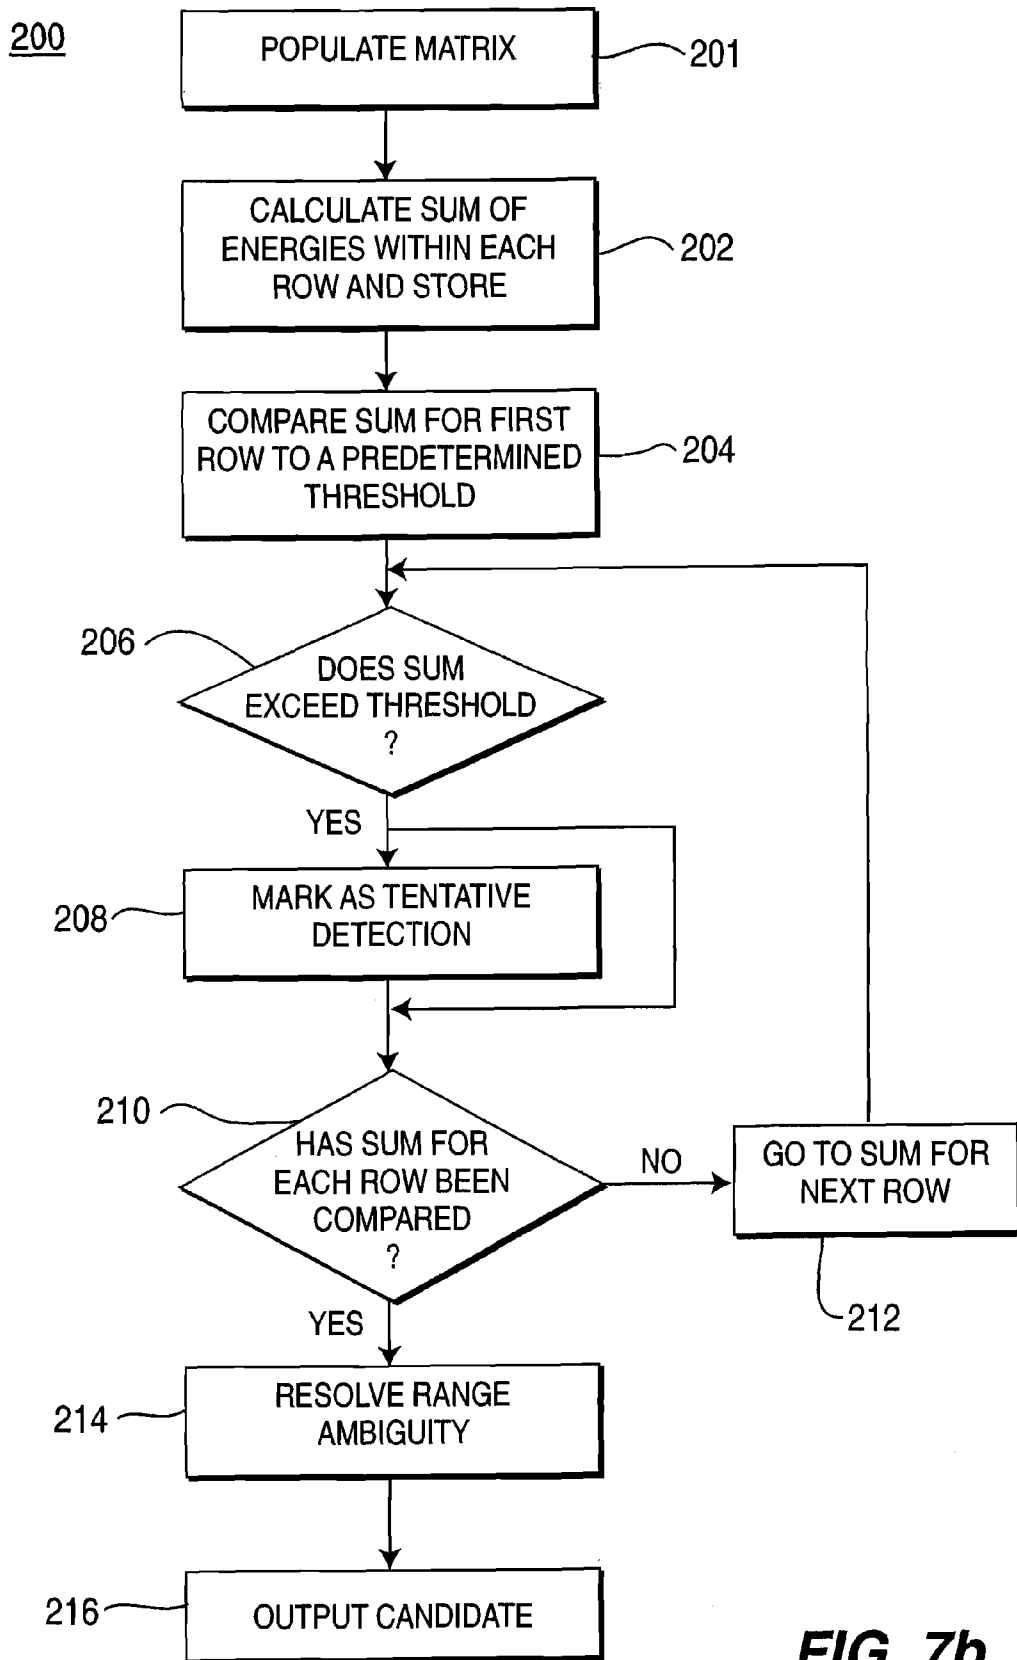 200
POPULATE MATRIX
201
CALCULATE SUM OF
ENERGIES WITHIN EACH
ROW AND STORE
202
COMPARE SUM FOR FIRST
ROW TO A PREDETERMINED
THRESHOLD
204
206
DOES SUM
EXCEED THRESHOLD
?
YES
MARK AS TENTATIVE
DETECTION
208
210
HAS SUM FOR
EACH ROW BEEN
COMPARED
?
NO
GO TO SUM FOR
NEXT ROW
212
YES
RESOLVE RANGE
AMBIGUITY
214
OUTPUT CANDIDATE
216
FIG. 7b